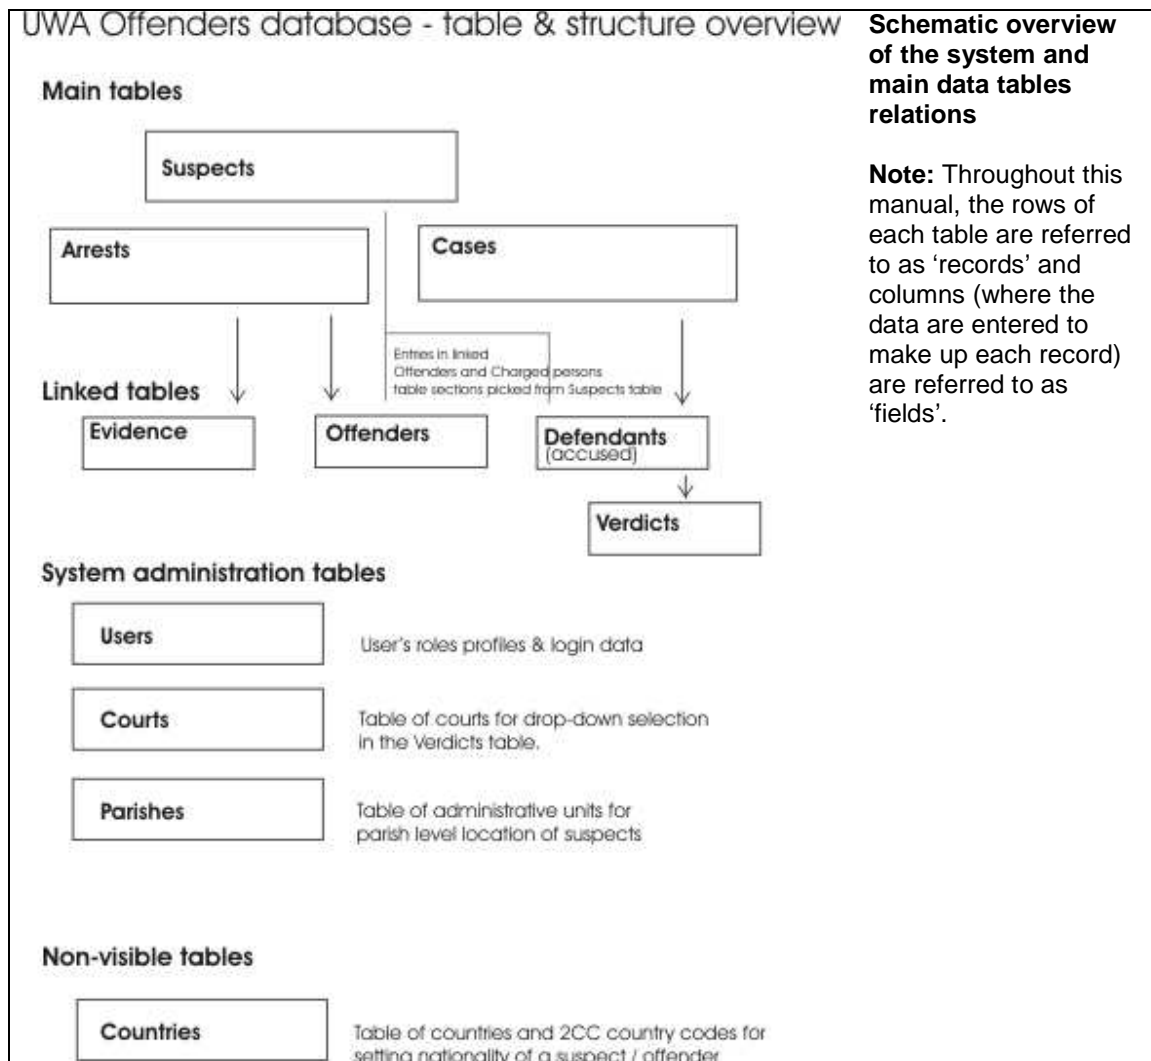 UWA Offenders database - table & structure overview
Main tables
Suspects
Arrests
Cases
Entries in linked
Offenders and Charged persons
table sections picked from Suspects table
Linked tables
Evidence
Offenders
Defendants
(accused)
Verdicts
System administration tables
Users
User's roles profiles & login data
Courts
Table of courts for drop-down selection
in the Verdicts table.
Parishes
Table of administrative units for
parish level location of suspects
Non-visible tables
Countries
Table of countries and 2CC country codes for
setting nationality of a suspect / offender
Schematic overview
of the system and
main data tables
relations
Note: Throughout this
manual, the rows of
each table are referred
to as ‘records’ and
columns (where the
data are entered to
make up each record)
are referred to as
‘fields’.